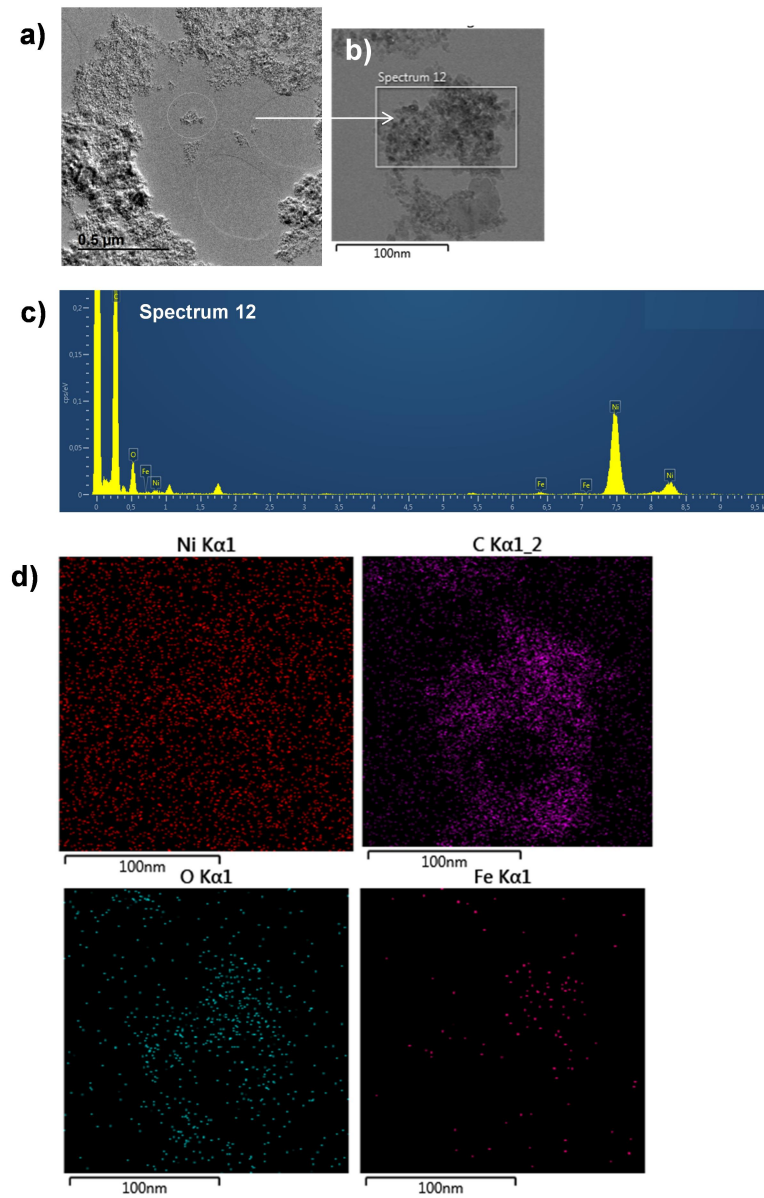 a)
b)
Spectrum 12
0,5 µm
100nm
c)
Spectrum 12
cps/eV
0,2
0,15
0,1
0,05
0
C
O
Fe
Ni
Fe
Fe
Ni
Ni
0 0,5 1 1,5 2 2,5 3 3,5 4 4,5 5 5,5 6 6,5 7 7,5 8 8,5 9 9,5
d)
Ni Kα1
C Kα1_2
100nm
100nm
O Kα1
Fe Kα1
100nm
100nm